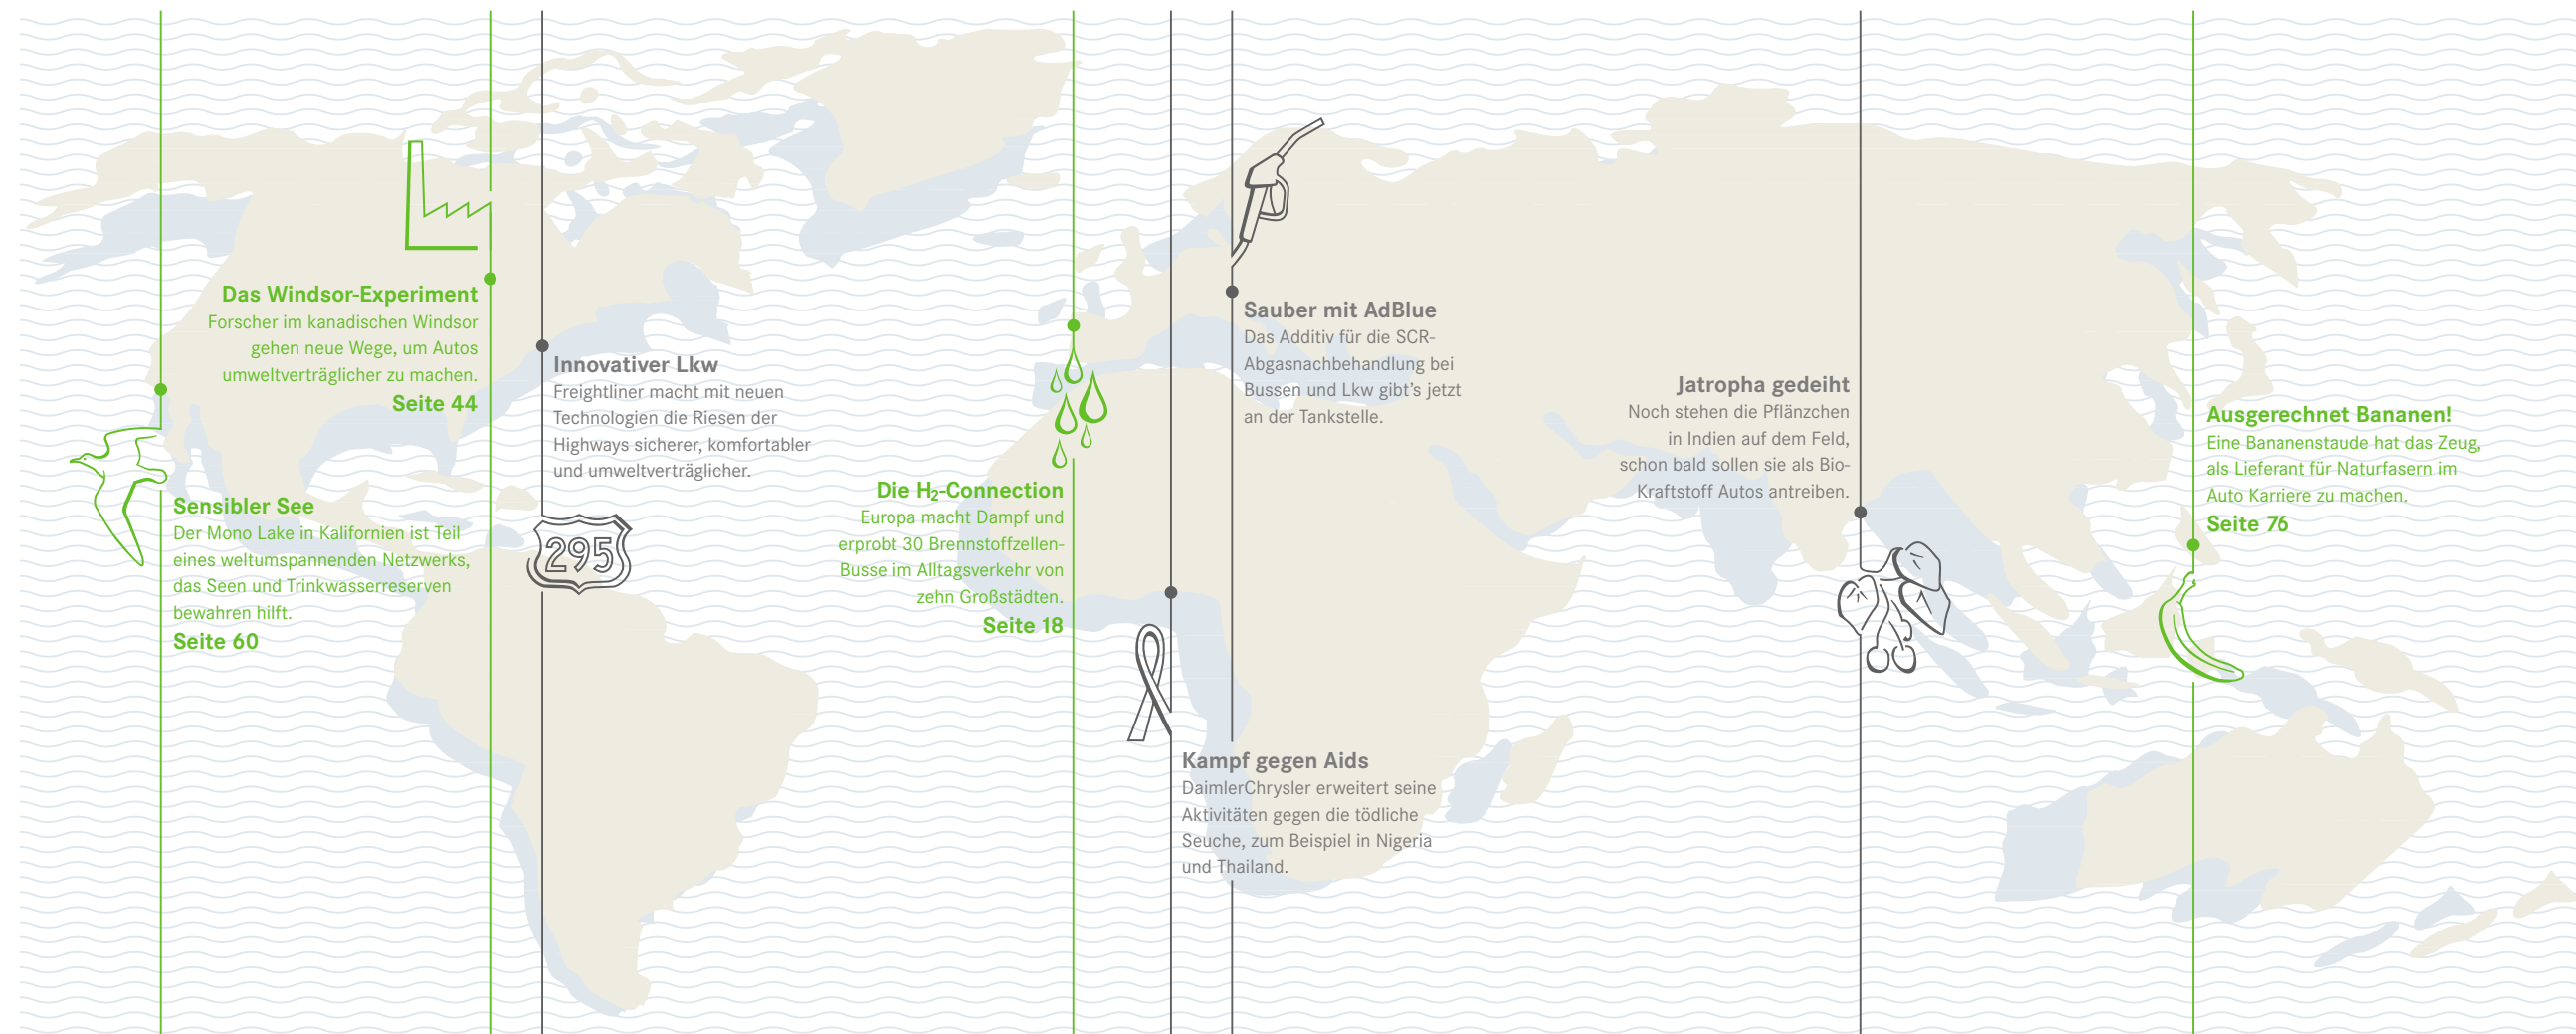 Das Windsor-Experiment
Forscher im kanadischen Windsor
gehen neue Wege, um Autos
umweltverträglicher zu machen.
Seite 44
Sensibler See
Der Mono Lake in Kalifornien ist Teil
eines weltumspannenden Netzwerks,
das Seen und Trinkwasserreserven
bewahren hilft.
Seite 60
Innovativer Lkw
Freightliner macht mit neuen
Technologien die Riesen der
Highways sicherer, komfortabler
und umweltverträglicher.
295
Die H₂-Connection
Europa macht Dampf und
erprobt 30 Brennstoffzellen-
Busse im Alltagsverkehr von
zehn Großstädten.
Seite 18
Sauber mit AdBlue
Das Additiv für die SCR-
Abgasnachbehandlung bei
Bussen und Lkw gibt’s jetzt
an der Tankstelle.
Kampf gegen Aids
DaimlerChrysler erweitert seine
Aktivitäten gegen die tödliche
Seuche, zum Beispiel in Nigeria
und Thailand.
Jatropha gedeiht
Noch stehen die Pflänzchen
in Indien auf dem Feld,
schon bald sollen sie als Bio-
Kraftstoff Autos antreiben.
Ausgerechnet Bananen!
Eine Bananenstaude hat das Zeug,
als Lieferant für Naturfasern im
Auto Karriere zu machen.
Seite 76